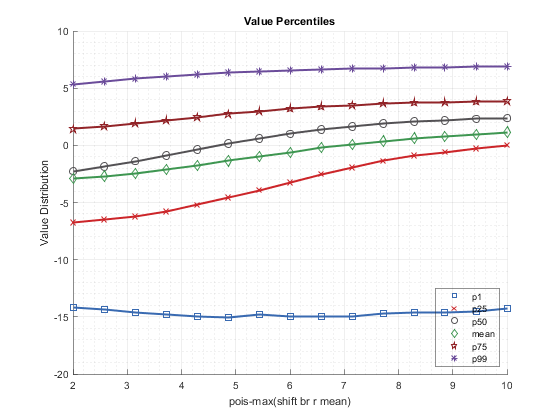 Value Percentiles
10
5
0
-5
-10
-15
-20
Value Distribution
2 3 4 5 6 7 8 9 10
pois-max(shift br r mean)
p1
p25
p50
mean
p75
p99